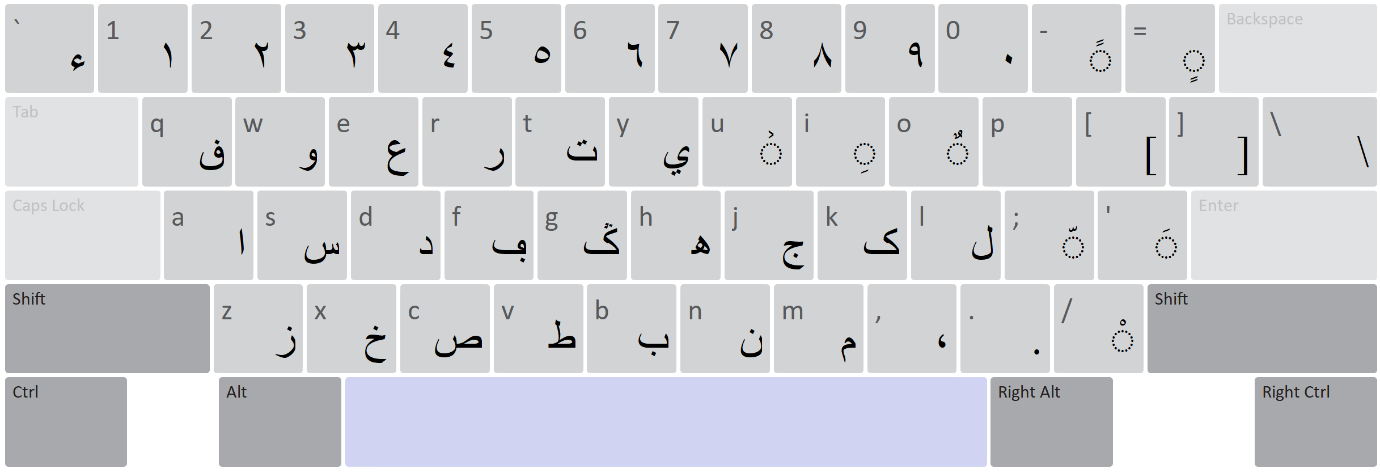 ` ء 1 ١ 2 ٢ 3 ٣ 4 ٤ 5 ٥ 6 ٦ 7 ٧ 8 ٨ 9 ٩ 0 ٠ - ◌ً = ◌ٍ Backspace
Tab q ف w و e ع r ر t ت y ي u ◌ٛ i ◌ِ o ◌ٌ p [ [ ] ] \ \
Caps Lock a ا s س d د f ڢ g ݣ h ه j ج k ک l ل ; ◌ّ ' ◌َ Enter
Shift z ز x خ c ص v ط b ب n ن m م , ، . . / ◌ْ Shift
Ctrl Alt Right Alt Right Ctrl